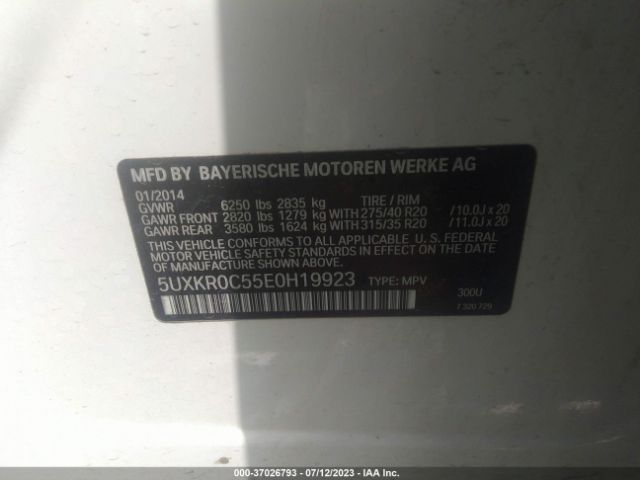 MFD BY BAYERISCHE MOTOREN WERKE AG
01/2014 TIRE / RIM
GVWR 6250 lbs 2835 kg
GAWR FRONT 2820 lbs 1279 kg WITH 275/40 R20 /10.0J x 20
GAWR REAR 3580 lbs 1624 kg WITH 315/35 R20 /11.0J x 20
THIS VEHICLE CONFORMS TO ALL APPLICABLE U. S. FEDERAL
MOTOR VEHICLE SAFETY STANDARDS IN EFFECT ON THE DATE
OF MANUFACTURE SHOWN ABOVE.
5UXKR0C55E0H19923 TYPE: MPV
300U
7 320 729
000-37026793 - 07/12/2023 - IAA Inc.